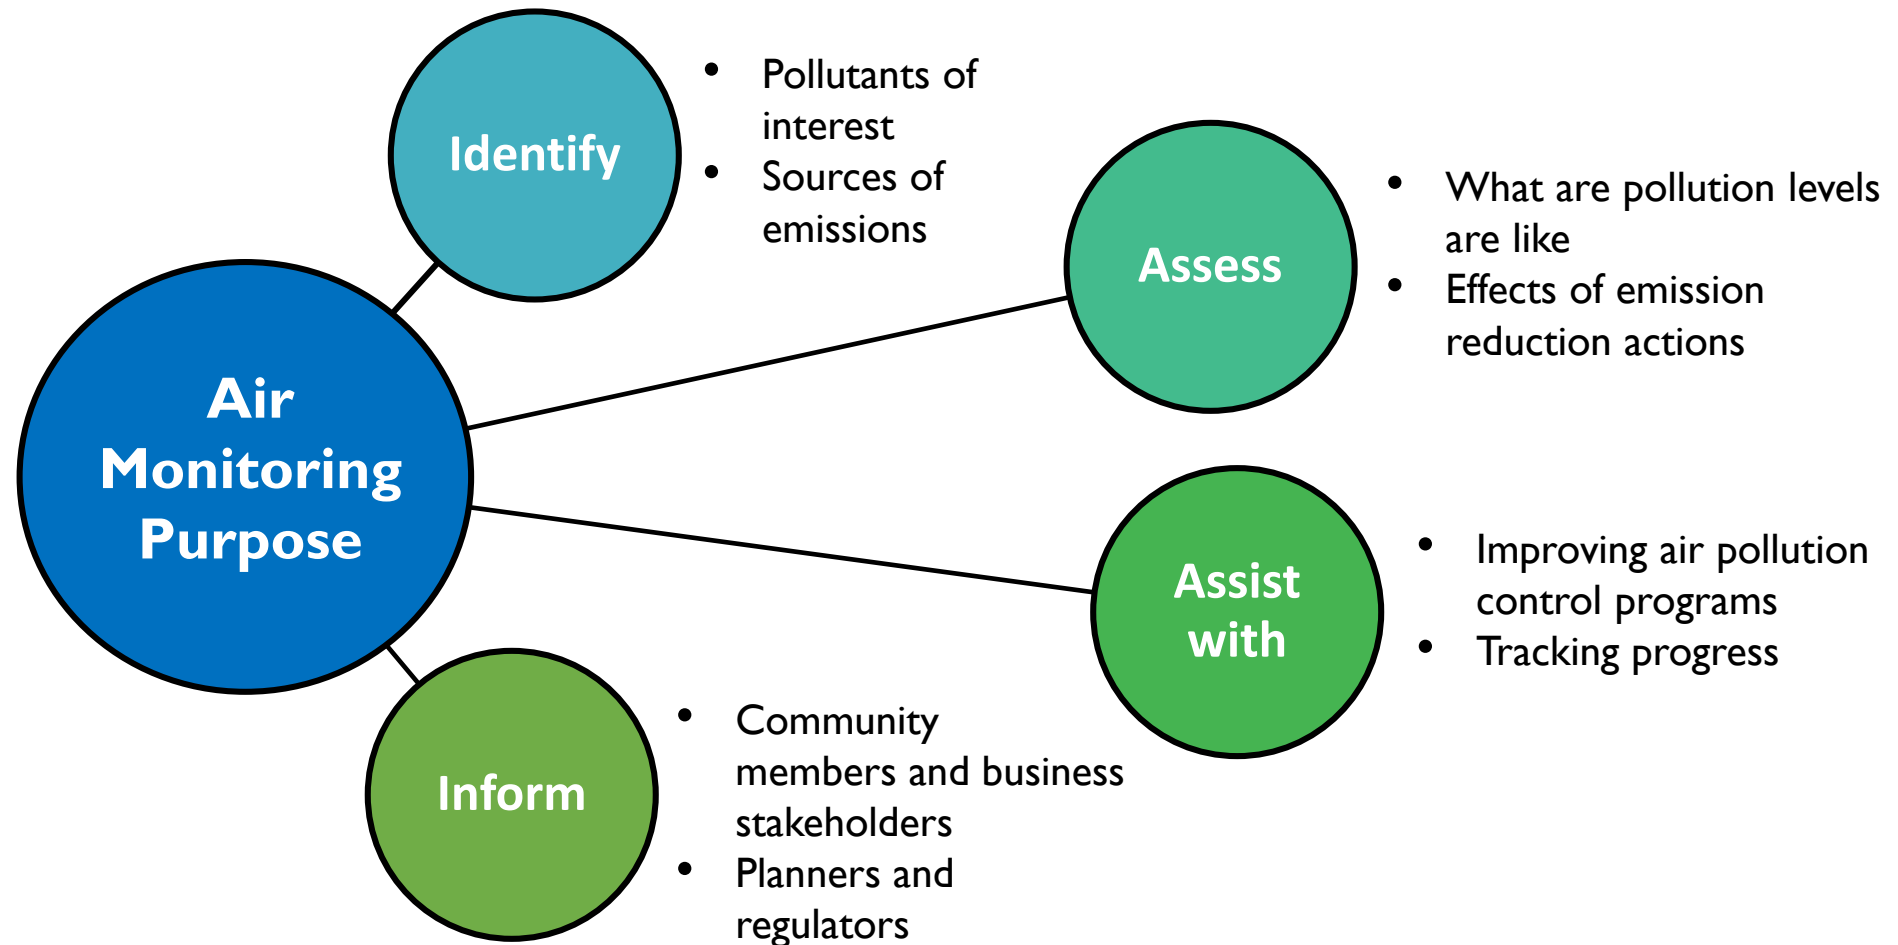 Air
Monitoring
Purpose
Identify
• Pollutants of
interest
• Sources of
emissions
Assess
• What are pollution levels
are like
• Effects of emission
reduction actions
Assist
with
• Improving air pollution
control programs
• Tracking progress
Inform
• Community
members and business
stakeholders
• Planners and
regulators